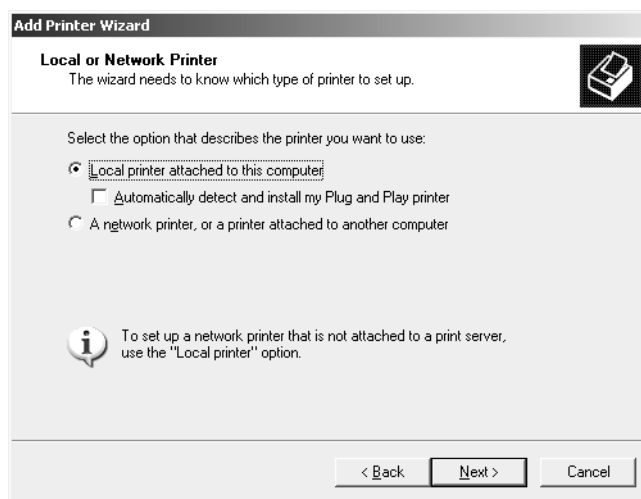 Add Printer Wizard
Local or Network Printer
The wizard needs to know which type of printer to set up.
Select the option that describes the printer you want to use:
Local printer attached to this computer
Automatically detect and install my Plug and Play printer
A network printer, or a printer attached to another computer
To set up a network printer that is not attached to a print server,
use the "Local printer" option.
< Back Next > Cancel